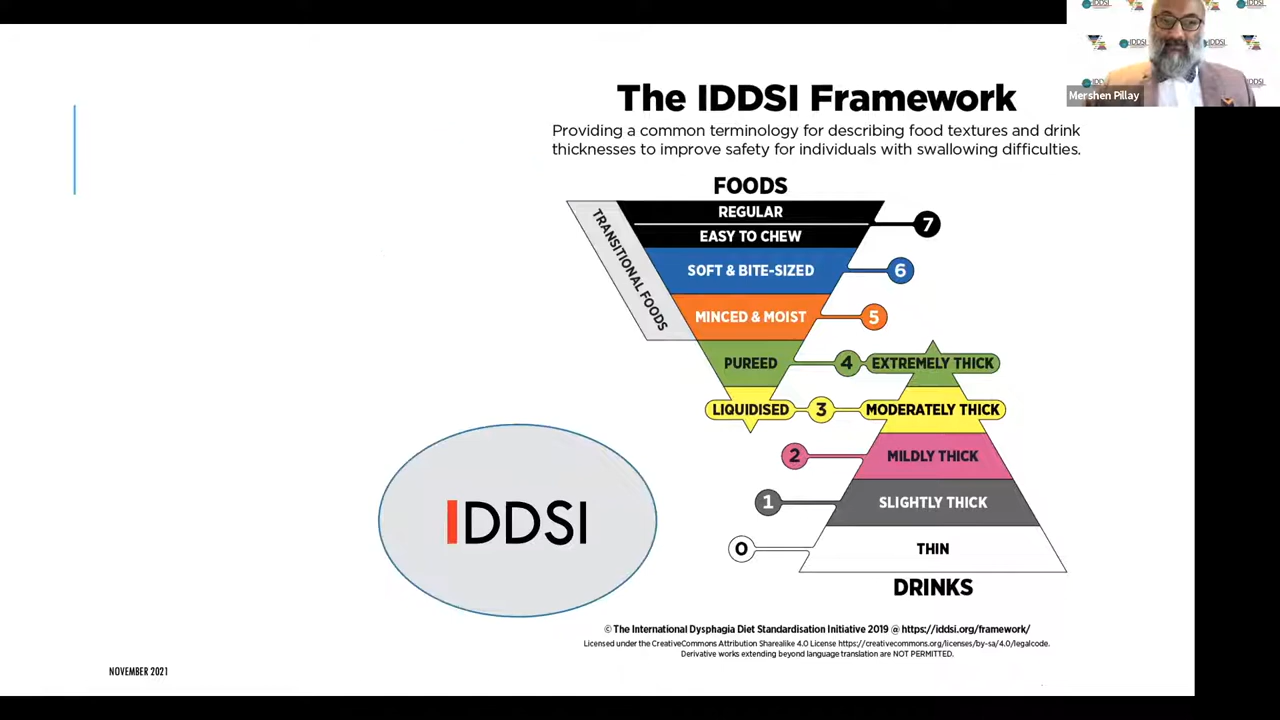 IDDSI
IDDSI
IDDSI
IDDSI
Mershen Pillay
The IDDSI Framework
Providing a common terminology for describing food textures and drink
thicknesses to improve safety for individuals with swallowing difficulties.
FOODS
TRANSITIONAL FOODS
REGULAR
EASY TO CHEW
7
SOFT & BITE-SIZED
6
MINCED & MOIST
5
PUREED
4
EXTREMELY THICK
LIQUIDISED
3
MODERATELY THICK
2
MILDLY THICK
1
SLIGHTLY THICK
0
THIN
DRINKS
IDDSI
© The International Dysphagia Diet Standardisation Initiative 2019 @ https://iddsi.org/framework/
Licensed under the CreativeCommons Attribution Sharealike 4.0 License https://creativecommons.org/licenses/by-sa/4.0/legalcode.
Derivative works extending beyond language translation are NOT PERMITTED.
NOVEMBER 2021